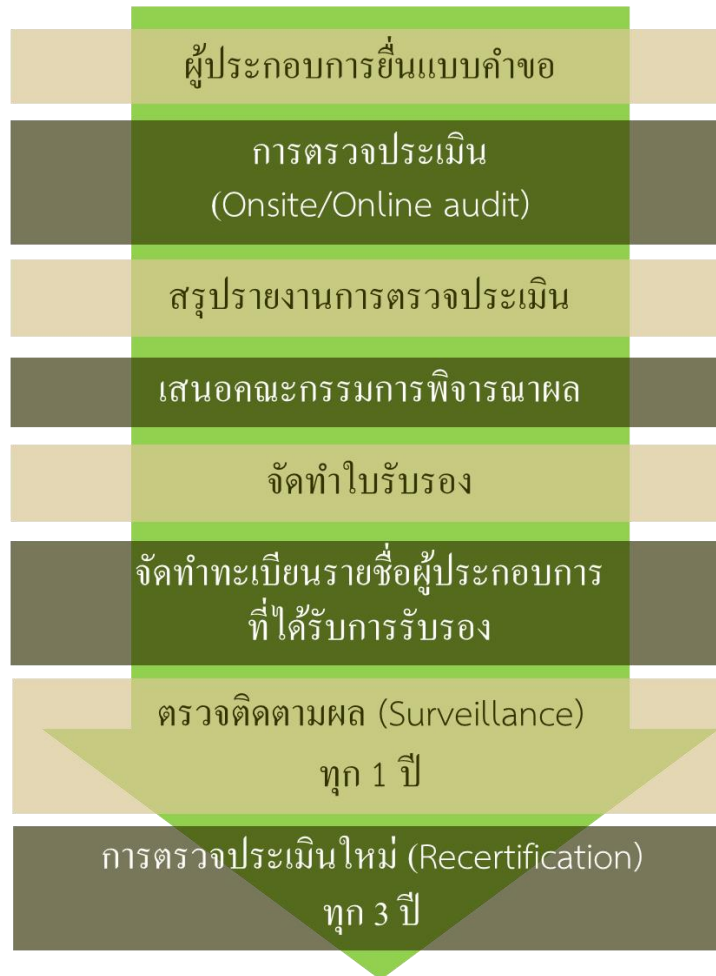 ผู้ประกอบการยื่นแบบคำขอ
การตรวจประเมิน
(Onsite/Online audit)
สรุปรายงานการตรวจประเมิน
เสนอคณะกรรมการพิจารณาผล
จัดทำใบรับรอง
จัดทำทะเบียนรายชื่อผู้ประกอบการ
ที่ได้รับการรับรอง
ตรวจติดตามผล (Surveillance)
ทุก 1 ปี
การตรวจประเมินใหม่ (Recertification)
ทุก 3 ปี